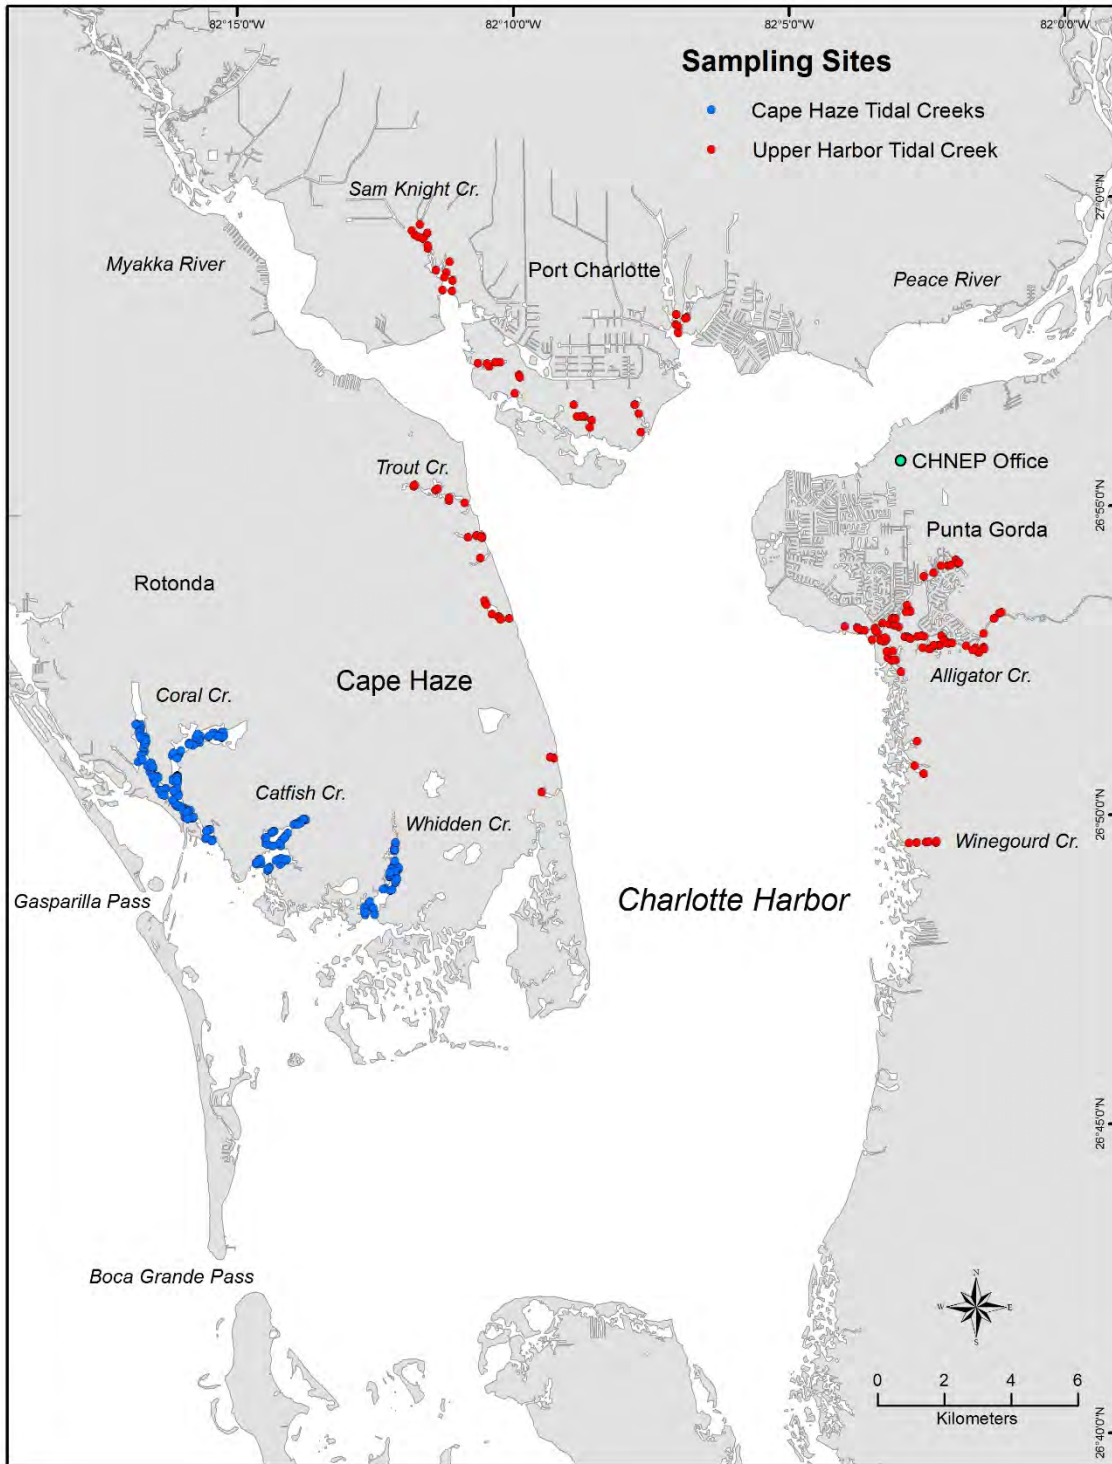 82°15'0"W
82°10'0"W
82°5'0"W
82°0'0"W
Sampling Sites
Cape Haze Tidal Creeks
Upper Harbor Tidal Creek
Sam Knight Cr.
27°0'0"N
Myakka River
Port Charlotte
Peace River
Trout Cr.
CHNEP Office
26°55'0"N
Punta Gorda
Rotonda
Cape Haze
Coral Cr.
Alligator Cr.
Catfish Cr.
Whidden Cr.
26°50'0"N
Winegourd Cr.
Gasparilla Pass
Charlotte Harbor
26°45'0"N
Boca Grande Pass
N
W E
S
0 2 4 6
Kilometers
26°40'0"N